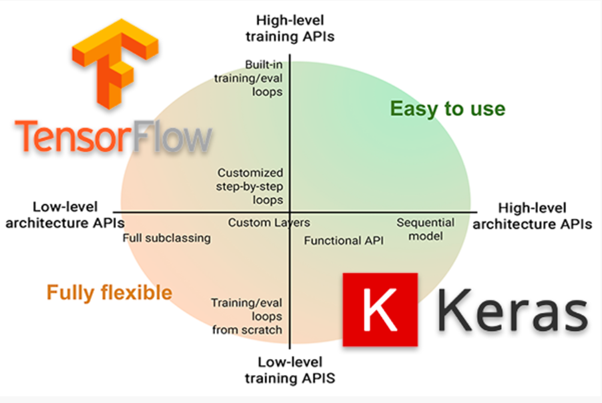 High-level
training APIs
Built-in
training/eval
loops
Easy to use
TensorFlow
Customized
step-by-step
loops
Low-level
architecture APIs
High-level
architecture APIs
Custom Layers
Sequential
model
Full subclassing
Functional API
Fully flexible
Training/eval
loops
from scratch
K Keras
Low-level
training APIS